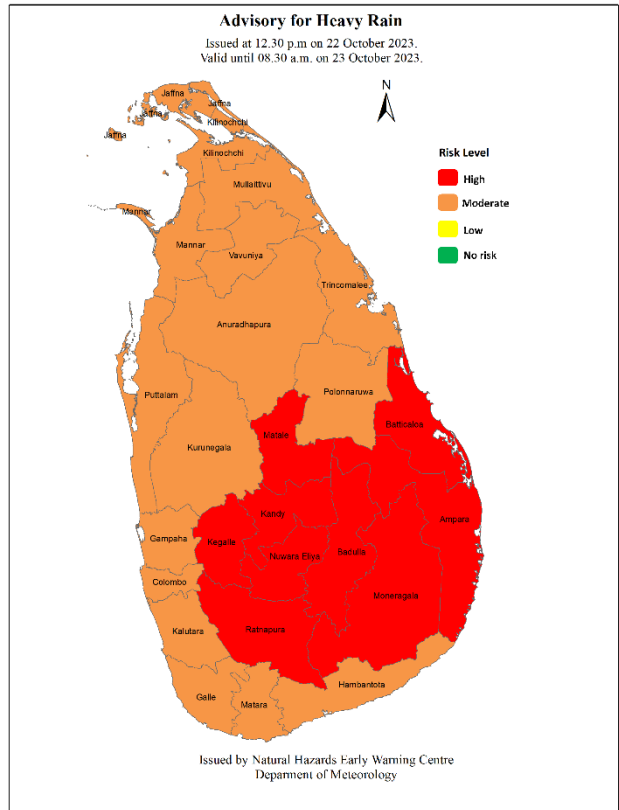 Advisory for Heavy Rain
Issued at 12.30 p.m on 22 October 2023.
Valid until 08.30 a.m. on 23 October 2023.
N
Jaffna
Jaffna
Jaffna
Kilinochchi
Jaffna
Kilinochchi
Mullaittvu
Mannar
Mannar
Vavuniya
Trincomalee
Anuradhapura
Polonnaruwa
Puttalam
Batticaloa
Matale
Kurunegala
Kandy
Ampara
Gampaha
Kegalle
Badulla
Nuwara Eliya
Colombo
Moneragala
Kalutara
Ratnapura
Hambantota
Galle
Matara
Risk Level
High
Moderate
Low
No risk
Issued by Natural Hazards Early Warning Centre
Deparment of Meteorology